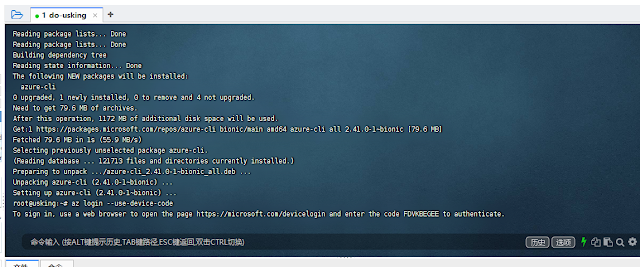 1 do-usking × +
Reading package lists... Done
Reading package lists... Done
Building dependency tree
Reading state information... Done
The following NEW packages will be installed:
azure-cli
0 upgraded, 1 newly installed, 0 to remove and 4 not upgraded.
Need to get 79.6 MB of archives.
After this operation, 1172 MB of additional disk space will be used.
Get:1 https://packages.microsoft.com/repos/azure-cli bionic/main amd64 azure-cli all 2.41.0-1~bionic [79.6 MB]
Fetched 79.6 MB in 1s (55.9 MB/s)
Selecting previously unselected package azure-cli.
(Reading database ... 121713 files and directories currently installed.)
Preparing to unpack .../azure-cli_2.41.0-1~bionic_all.deb ...
Unpacking azure-cli (2.41.0-1~bionic) ...
Setting up azure-cli (2.41.0-1~bionic) ...
root@usking:~# az login --use-device-code
To sign in, use a web browser to open the page https://microsoft.com/devicelogin and enter the code FDVKBEGEE to authenticate.
命令输入 (按ALT键提示历史,TAB键路径,ESC键返回,双击CTRL切换) 历史 选项
文件 命令